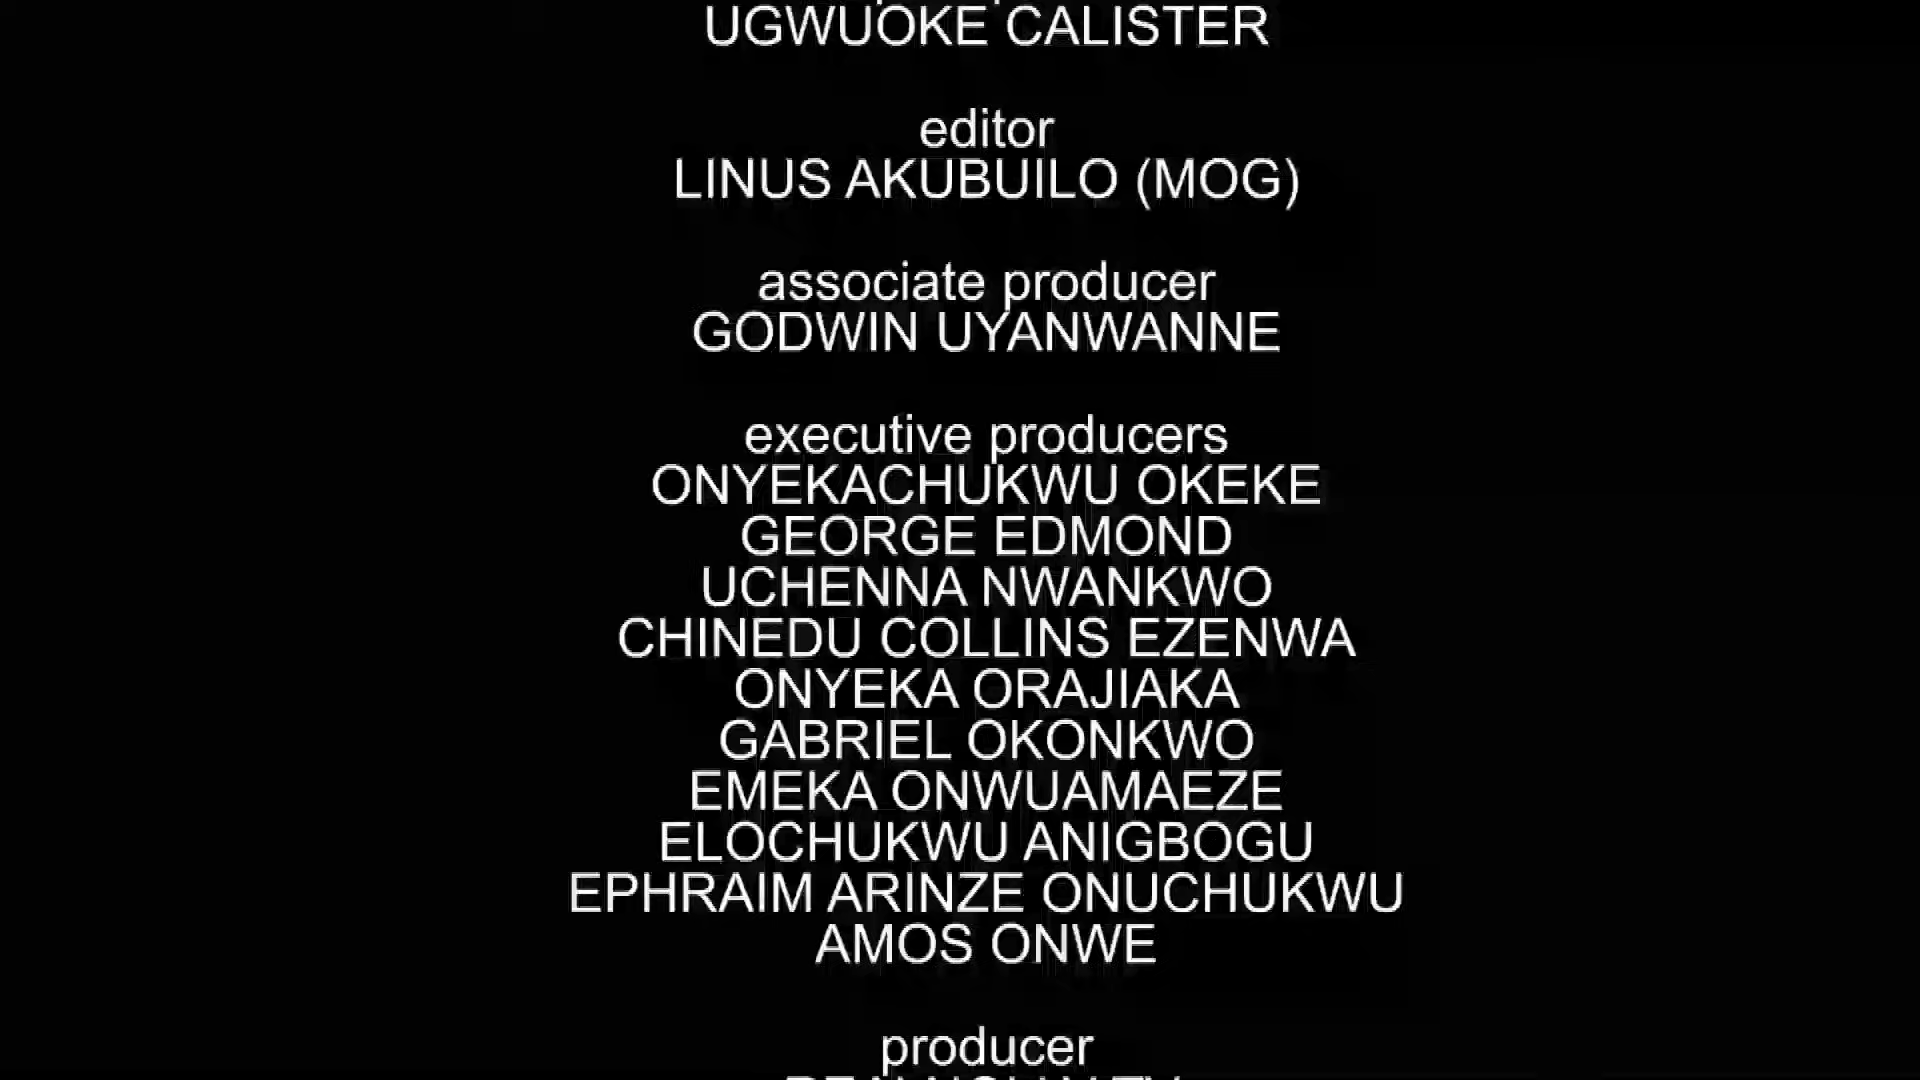 UGWUOKE CALISTER
editor
LINUS AKUBUILO (MOG)
associate producer
GODWIN UYANWANNE
executive producers
ONYEKACHUKWU OKEKE
GEORGE EDMOND
UCHENNA NWANKWO
CHINEDU COLLINS EZENWA
ONYEKA ORAJIAKA
GABRIEL OKONKWO
EMEKA ONWUAMAEZE
ELOCHUKWU ANIGBOGU
EPHRAIM ARINZE ONUCHUKWU
AMOS ONWE
producer